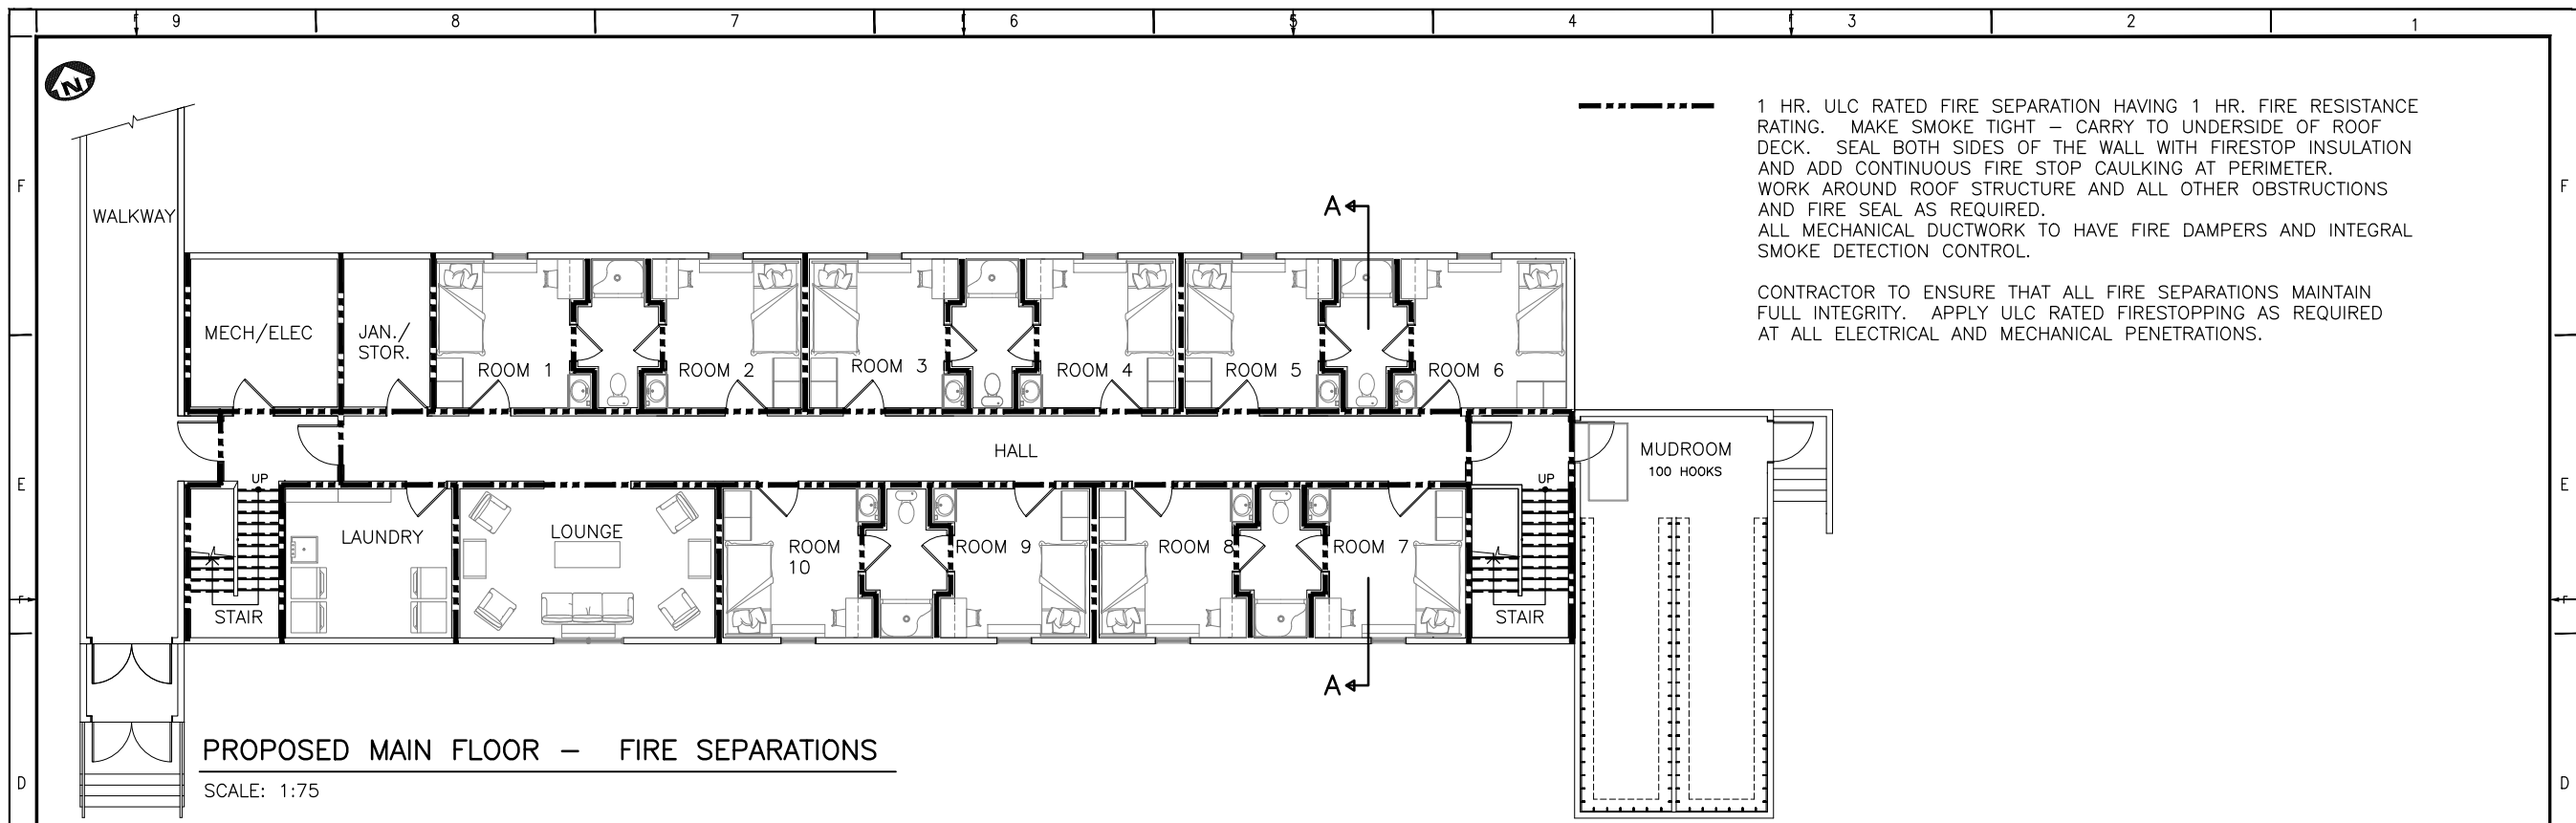 9 8 7 6 5 4 3 2 1
F F F F
N
1 HR. ULC RATED FIRE SEPARATION HAVING 1 HR. FIRE RESISTANCE
RATING. MAKE SMOKE TIGHT – CARRY TO UNDERSIDE OF ROOF
DECK. SEAL BOTH SIDES OF THE WALL WITH FIRESTOP INSULATION
AND ADD CONTINUOUS FIRE STOP CAULKING AT PERIMETER.
WORK AROUND ROOF STRUCTURE AND ALL OTHER OBSTRUCTIONS
AND FIRE SEAL AS REQUIRED.
ALL MECHANICAL DUCTWORK TO HAVE FIRE DAMPERS AND INTEGRAL
SMOKE DETECTION CONTROL.
CONTRACTOR TO ENSURE THAT ALL FIRE SEPARATIONS MAINTAIN
FULL INTEGRITY. APPLY ULC RATED FIRESTOPPING AS REQUIRED
AT ALL ELECTRICAL AND MECHANICAL PENETRATIONS.
F F
WALKWAY
A
MECH/ELEC
JAN./
STOR.
ROOM 1
ROOM 2
ROOM 3
ROOM 4
ROOM 5
ROOM 6
HALL
MUDROOM
100 HOOKS
E E
UP
UP
LAUNDRY
LOUNGE
ROOM
10
ROOM 9
ROOM 8
ROOM 7
F F
STAIR
STAIR
A
PROPOSED MAIN FLOOR – FIRE SEPARATIONS
SCALE: 1:75
D D